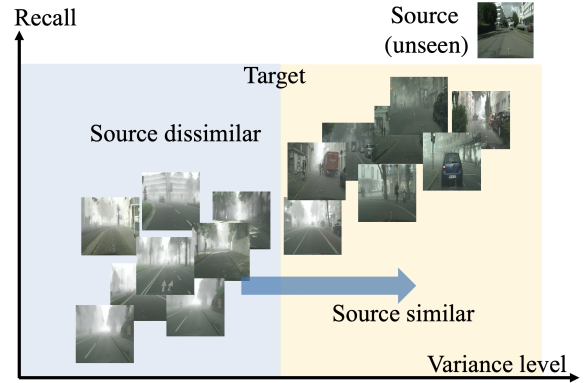 Recall
Source
(unseen)
Target
Source dissimilar
Source similar
Variance level